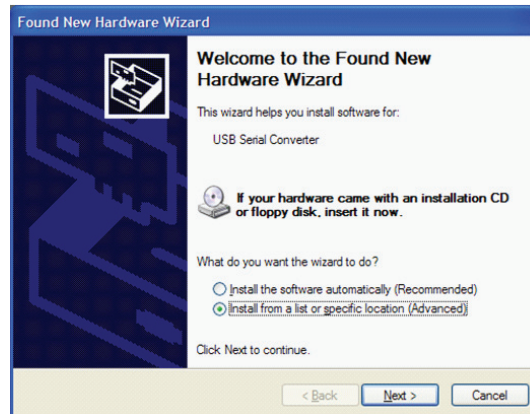 Found New Hardware Wizard
Welcome to the Found New
Hardware Wizard
This wizard helps you install software for:
USB Serial Converter
If your hardware came with an installation CD
or floppy disk, insert it now.
What do you want the wizard to do?
Install the software automatically (Recommended)
Install from a list or specific location (Advanced)
Click Next to continue.
< Back Next > Cancel